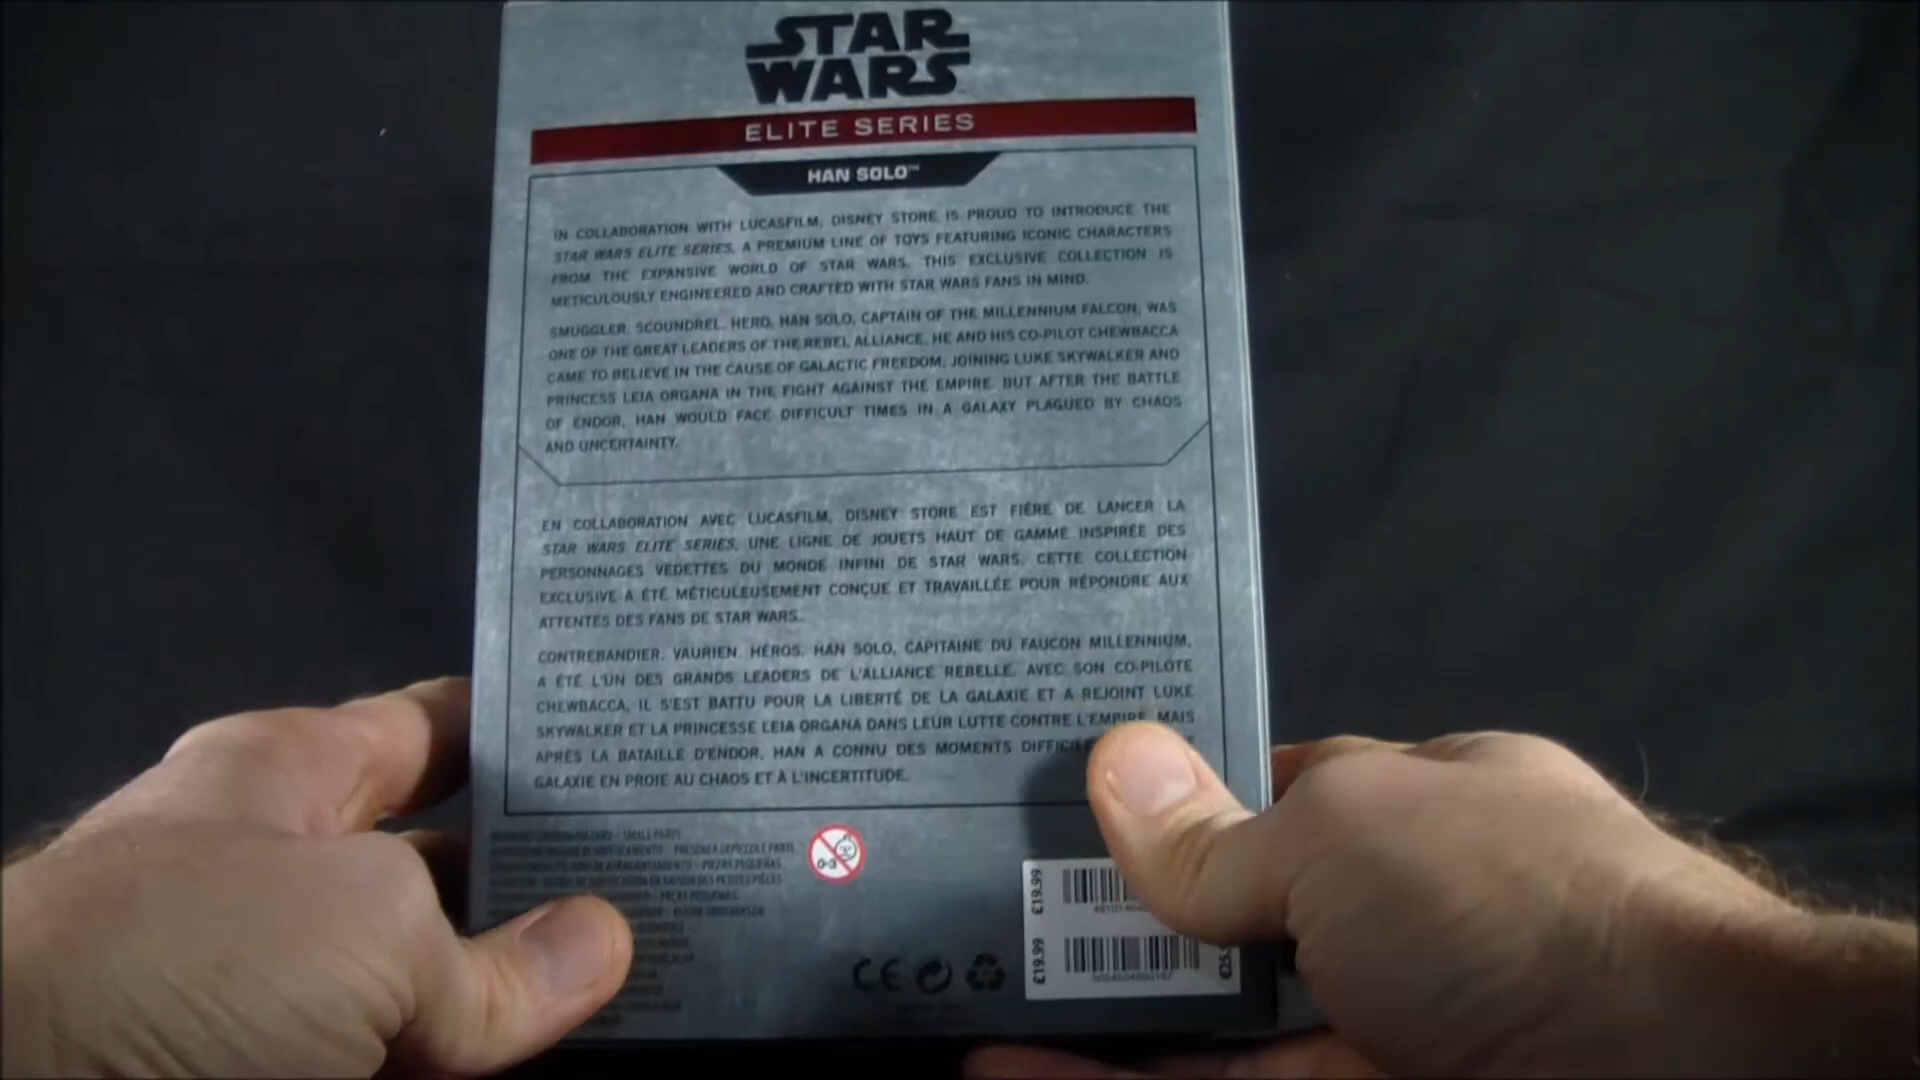 STAR
WARS
ELITE SERIES
HAN SOLO™
IN COLLABORATION WITH LUCASFILM, DISNEY STORE IS PROUD TO INTRODUCE THE
STAR WARS ELITE SERIES, A PREMIUM LINE OF TOYS FEATURING ICONIC CHARACTERS
FROM THE EXPANSIVE WORLD OF STAR WARS. THIS EXCLUSIVE COLLECTION IS
METICULOUSLY ENGINEERED AND CRAFTED WITH STAR WARS FANS IN MIND.
SMUGGLER. SCOUNDREL. HERO. HAN SOLO, CAPTAIN OF THE MILLENNIUM FALCON, WAS
ONE OF THE GREAT LEADERS OF THE REBEL ALLIANCE. HE AND HIS CO-PILOT CHEWBACCA
CAME TO BELIEVE IN THE CAUSE OF GALACTIC FREEDOM, JOINING LUKE SKYWALKER AND
PRINCESS LEIA ORGANA IN THE FIGHT AGAINST THE EMPIRE. BUT AFTER THE BATTLE
OF ENDOR, HAN WOULD FACE DIFFICULT TIMES IN A GALAXY PLAGUED BY CHAOS
AND UNCERTAINTY.
EN COLLABORATION AVEC LUCASFILM, DISNEY STORE EST FIÈRE DE LANCER LA
STAR WARS ELITE SERIES, UNE LIGNE DE JOUETS HAUT DE GAMME INSPIRÉE DES
PERSONNAGES VEDETTES DU MONDE INFINI DE STAR WARS. CETTE COLLECTION
EXCLUSIVE A ÉTÉ MÉTICULEUSEMENT CONÇUE ET TRAVAILLÉE POUR RÉPONDRE AUX
ATTENTES DES FANS DE STAR WARS.
CONTREBANDIER. VAURIEN. HÉROS. HAN SOLO, CAPITAINE DU FAUCON MILLENNIUM,
A ÉTÉ L'UN DES GRANDS LEADERS DE L'ALLIANCE REBELLE. AVEC SON CO-PILOTE
CHEWBACCA, IL S'EST BATTU POUR LA LIBERTÉ DE LA GALAXIE ET A REJOINT LUKE
SKYWALKER ET LA PRINCESSE LEIA ORGANA DANS LEUR LUTTE CONTRE L'EMPIRE. MAIS
APRÈS LA BATAILLE D'ENDOR, HAN A CONNU DES MOMENTS
GALAXIE EN PROIE AU CHAOS ET À L'INCERTITUDE.
0-3
CE
£19.99
£19.99